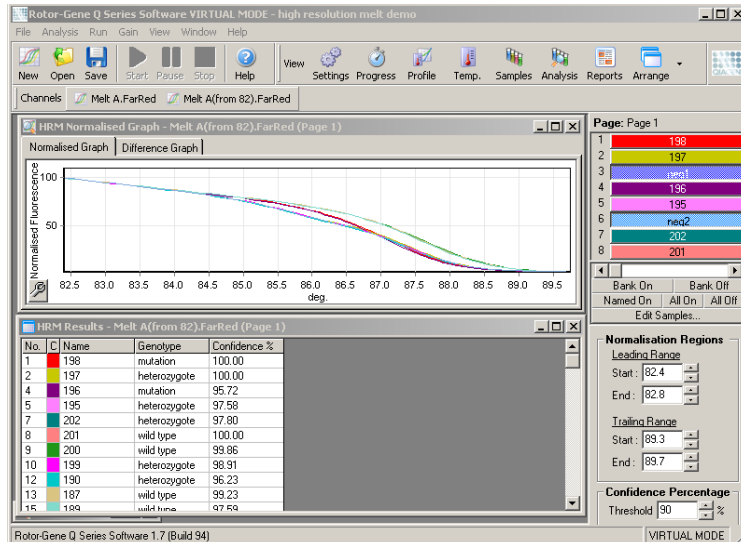 Rotor-Gene Q Series Software VIRTUAL MODE - high resolution melt demo
File Analysis Run Gain View Window Help
New Open Save Start Pause Stop Help View Settings Progress Profile Temp. Samples Analysis Reports Arrange
QIAGEN
Channels Melt A.FarRed Melt A(from 82).FarRed
HRM Normalised Graph - Melt A(from 82).FarRed (Page 1)
Normalised Graph Difference Graph
Normalised Fluorescence
100
50
82.5 83.0 83.5 84.0 84.5 85.0 85.5 86.0 86.5 87.0 87.5 88.0 88.5 89.0 89.5
deg.
HRM Results - Melt A(from 82).FarRed (Page 1)
No. C Name Genotype Confidence %
1 198 mutation 100.00
2 197 heterozygote 100.00
4 196 mutation 95.72
5 195 heterozygote 97.58
7 202 heterozygote 97.80
8 201 wild type 100.00
9 200 wild type 99.86
10 199 heterozygote 98.91
12 190 heterozygote 96.23
13 187 wild type 99.23
15 189 wild type 97.59
Page: Page 1
1 198
2 197
3 neg1
4 196
5 195
6 neg2
7 202
8 201
Bank On Bank Off
Named On All On All Off
Edit Samples...
Normalisation Regions
Leading Range
Start : 82.4
End : 82.8
Trailing Range
Start : 89.3
End : 89.7
Confidence Percentage
Threshold 90 %
Rotor-Gene Q Series Software 1.7 (Build 94)
VIRTUAL MODE